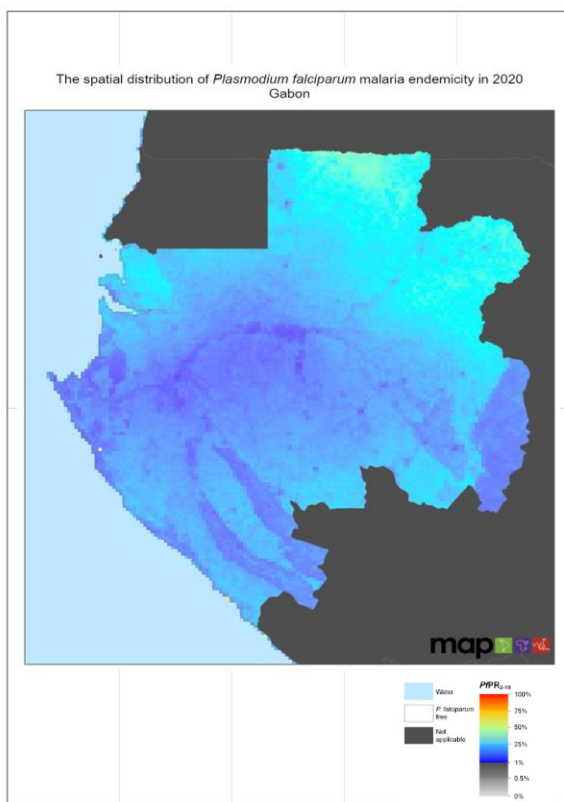 The spatial distribution of Plasmodium falciparum malaria endemicity in 2020
Gabon
map
Water
P. falciparum
free
Not
applicable
PfPR2-10
100%
75%
50%
25%
1%
0.5%
0%